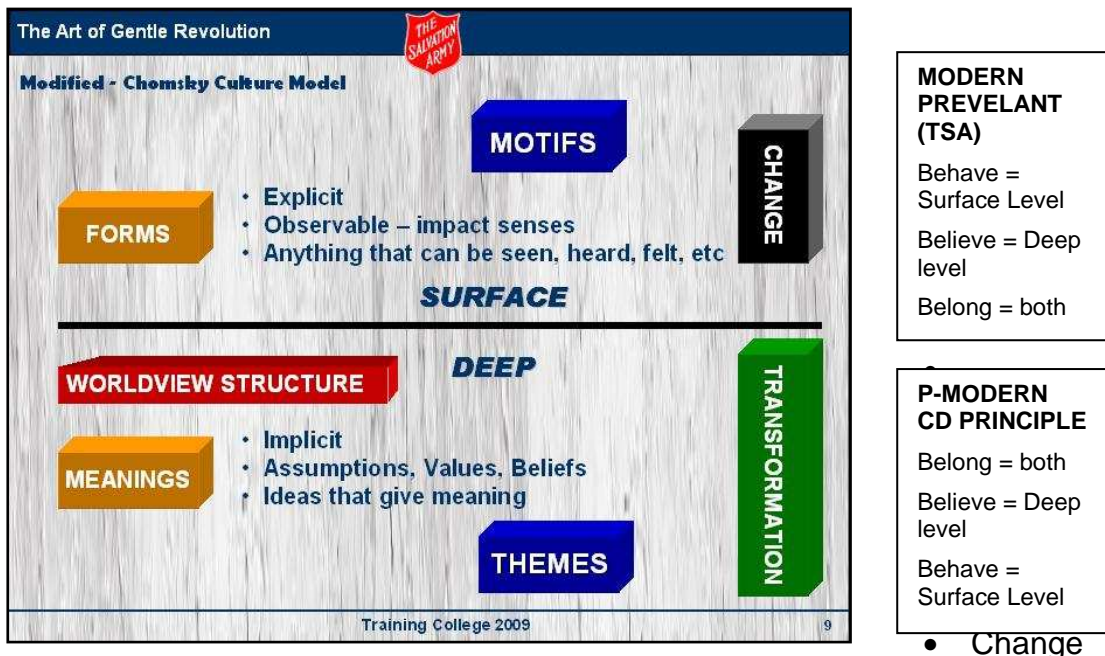 The Art of Gentle Revolution
THE
SALVATION
ARMY
Modified - Chomsky Culture Model
MOTIFS
CHANGE
FORMS
• Explicit
• Observable – impact senses
• Anything that can be seen, heard, felt, etc
SURFACE
DEEP
WORLDVIEW STRUCTURE
TRANSFORMATION
MEANINGS
• Implicit
• Assumptions, Values, Beliefs
• Ideas that give meaning
THEMES
Training College 2009
9
MODERN
PREVELANT
(TSA)
Behave =
Surface Level
Believe = Deep
level
Belong = both
P-MODERN
CD PRINCIPLE
Belong = both
Believe = Deep
level
Behave =
Surface Level
• Change